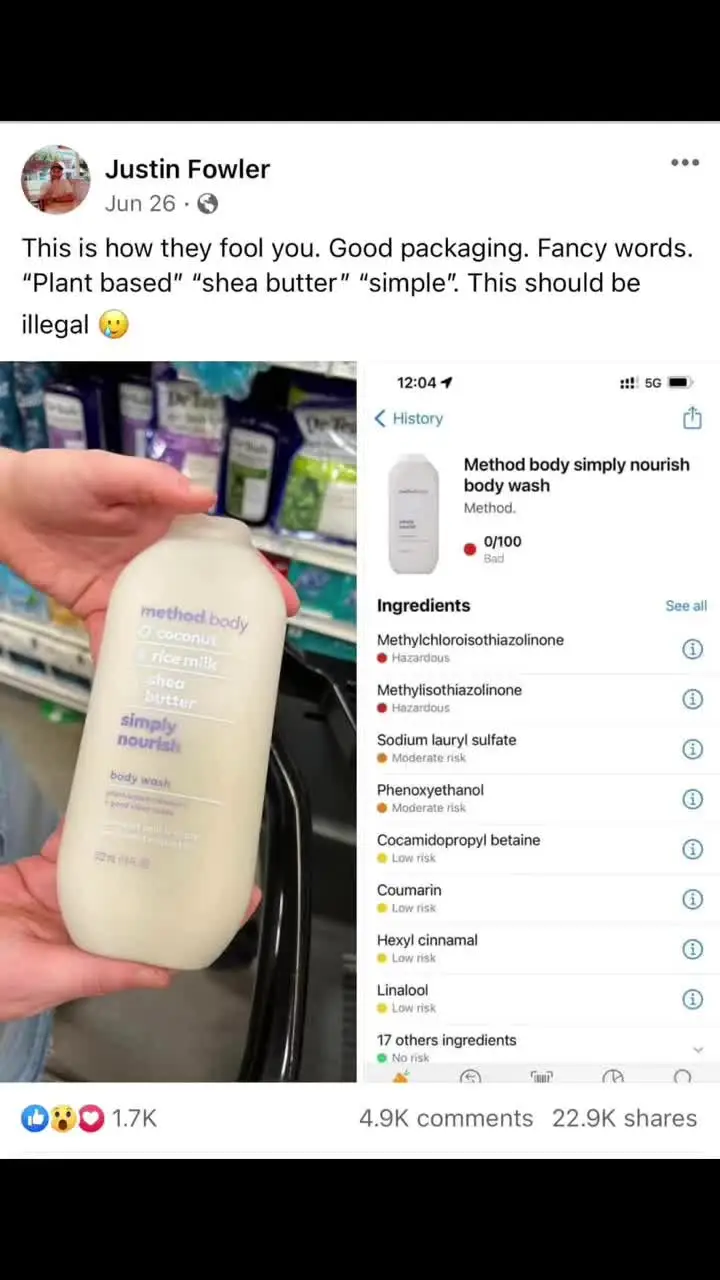 Justin Fowler
Jun 26 ·
This is how they fool you. Good packaging. Fancy words.
“Plant based” “shea butter” “simple”. This should be
illegal 🥲
method body
coconut
rice milk
shea
butter
simply
nourish
body wash
12:04
5G
History
Method body simply nourish
body wash
Method.
0/100
Bad
Ingredients
See all
Methylchloroisothiazolinone
Hazardous
Methylisothiazolinone
Hazardous
Sodium lauryl sulfate
Moderate risk
Phenoxyethanol
Moderate risk
Cocamidopropyl betaine
Low risk
Coumarin
Low risk
Hexyl cinnamal
Low risk
Linalool
Low risk
17 others ingredients
No risk
1.7K
4.9K comments
22.9K shares